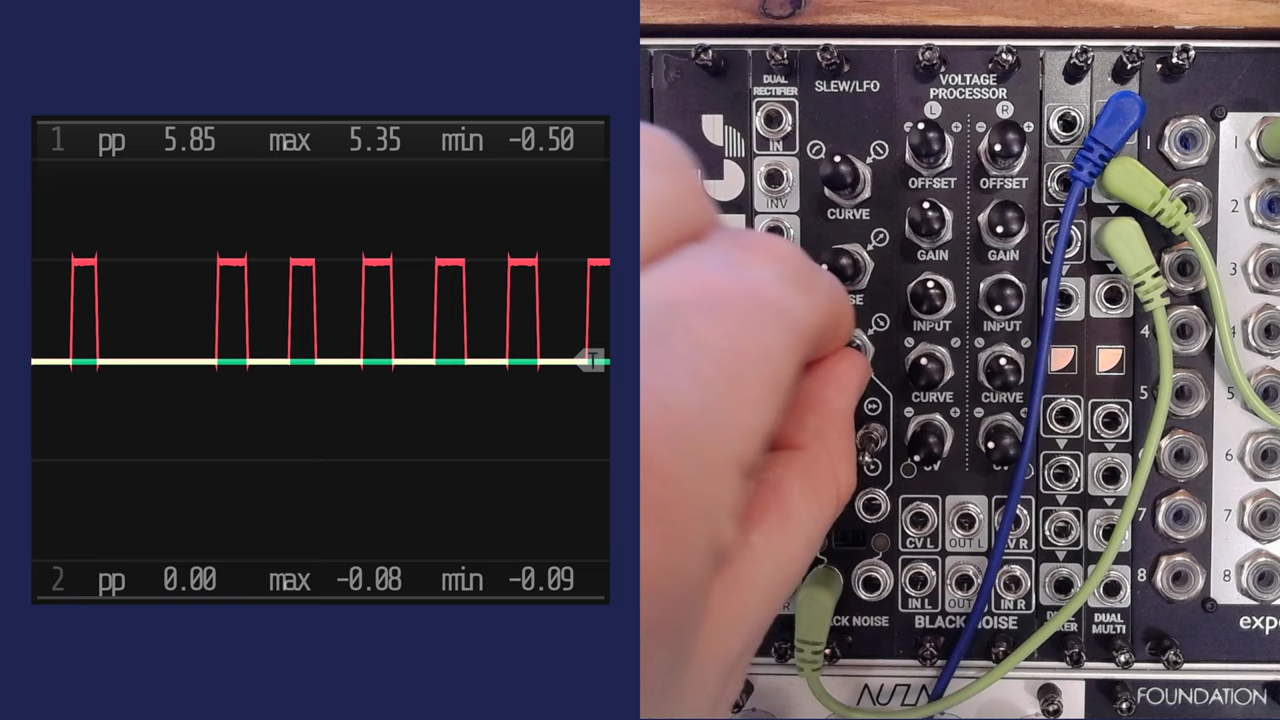 1 pp 5.85 max 5.35 min -0.50
T
2 pp 0.00 max -0.08 min -0.09
DUAL
RECTIFIER
IN
INV
SLEW/LFO
CURVE
VOLTAGE
PROCESSOR
L R
OFFSET OFFSET
GAIN GAIN
INPUT INPUT
CURVE CURVE
CV
CV L OUT L
IN L OUT IN R
BLACK NOISE
NOISE
DUAL
MULTI
1
2
3
4
5
7
8
1
2
3
4
5
6
7
8
expe
FOUNDATION